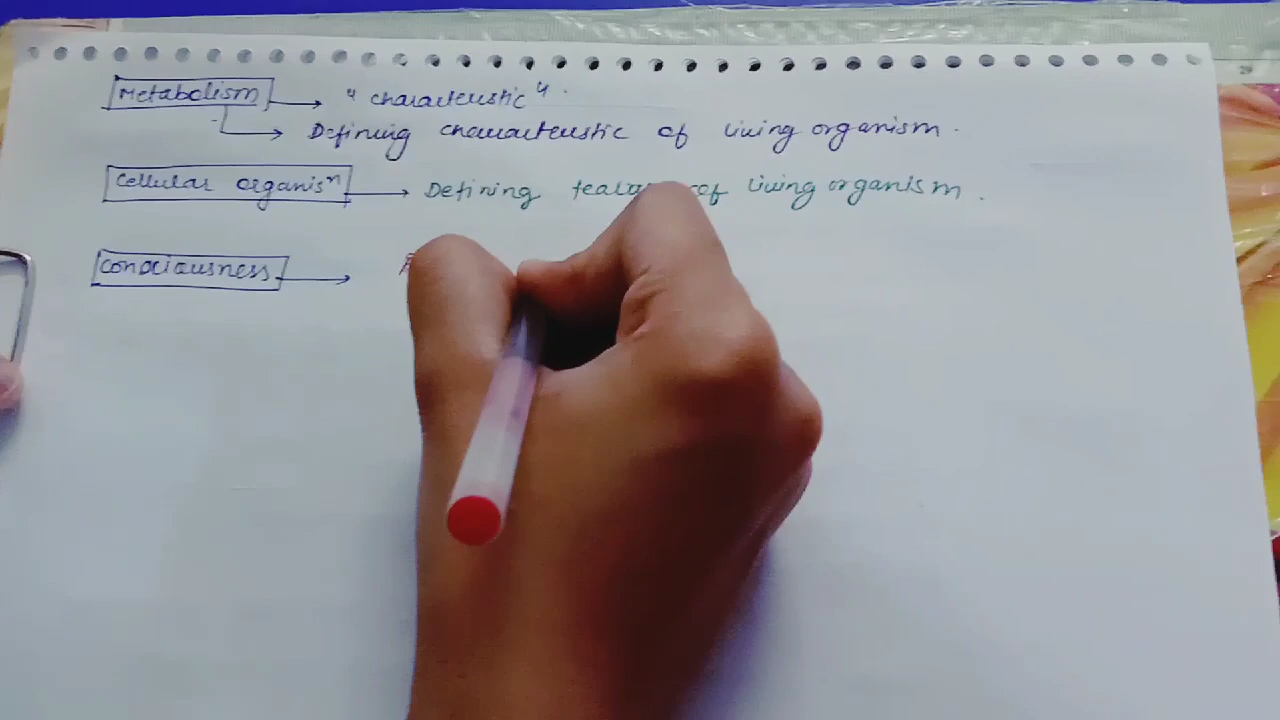 Metabolism → "characteristic".
→ Defining characteristic of living organism.
Cellular organisⁿ → Defining of living organism.
Consciousness →